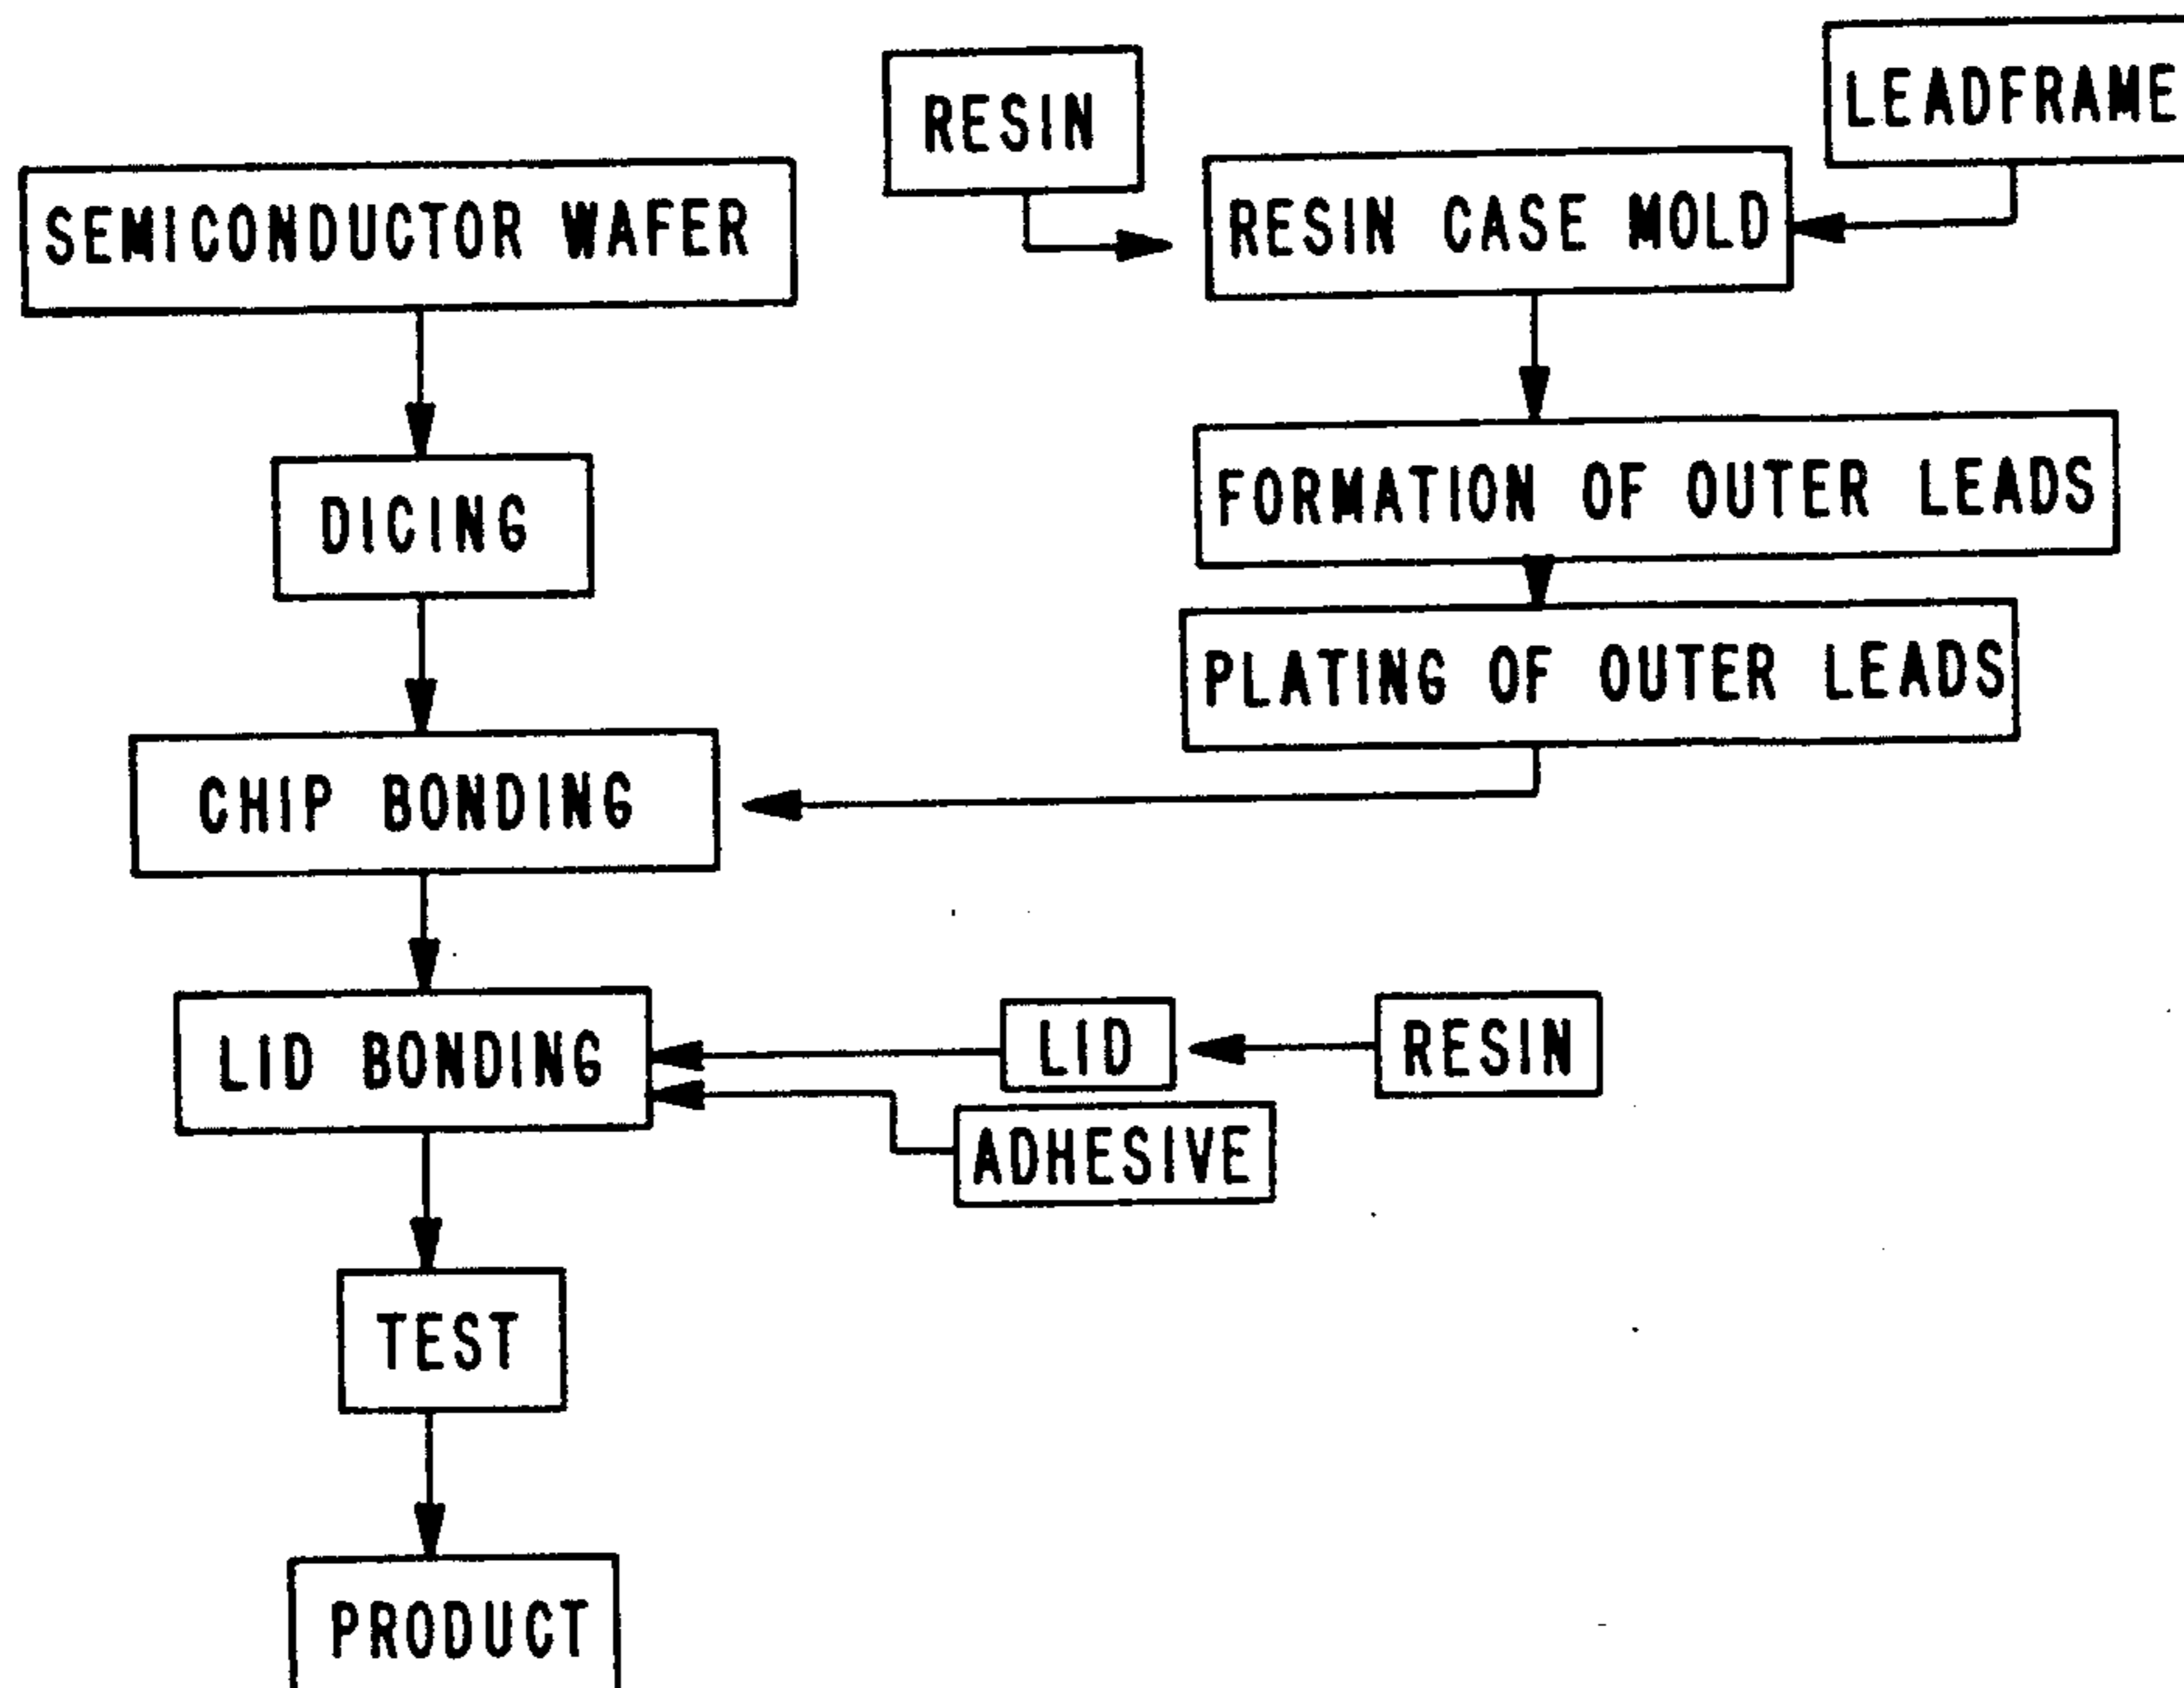 RESIN
LEADFRAME
SEMICONDUCTOR WAFER
RESIN CASE MOLD
DICING
FORMATION OF OUTER LEADS
PLATING OF OUTER LEADS
CHIP BONDING
LID BONDING
LID
RESIN
ADHESIVE
TEST
PRODUCT